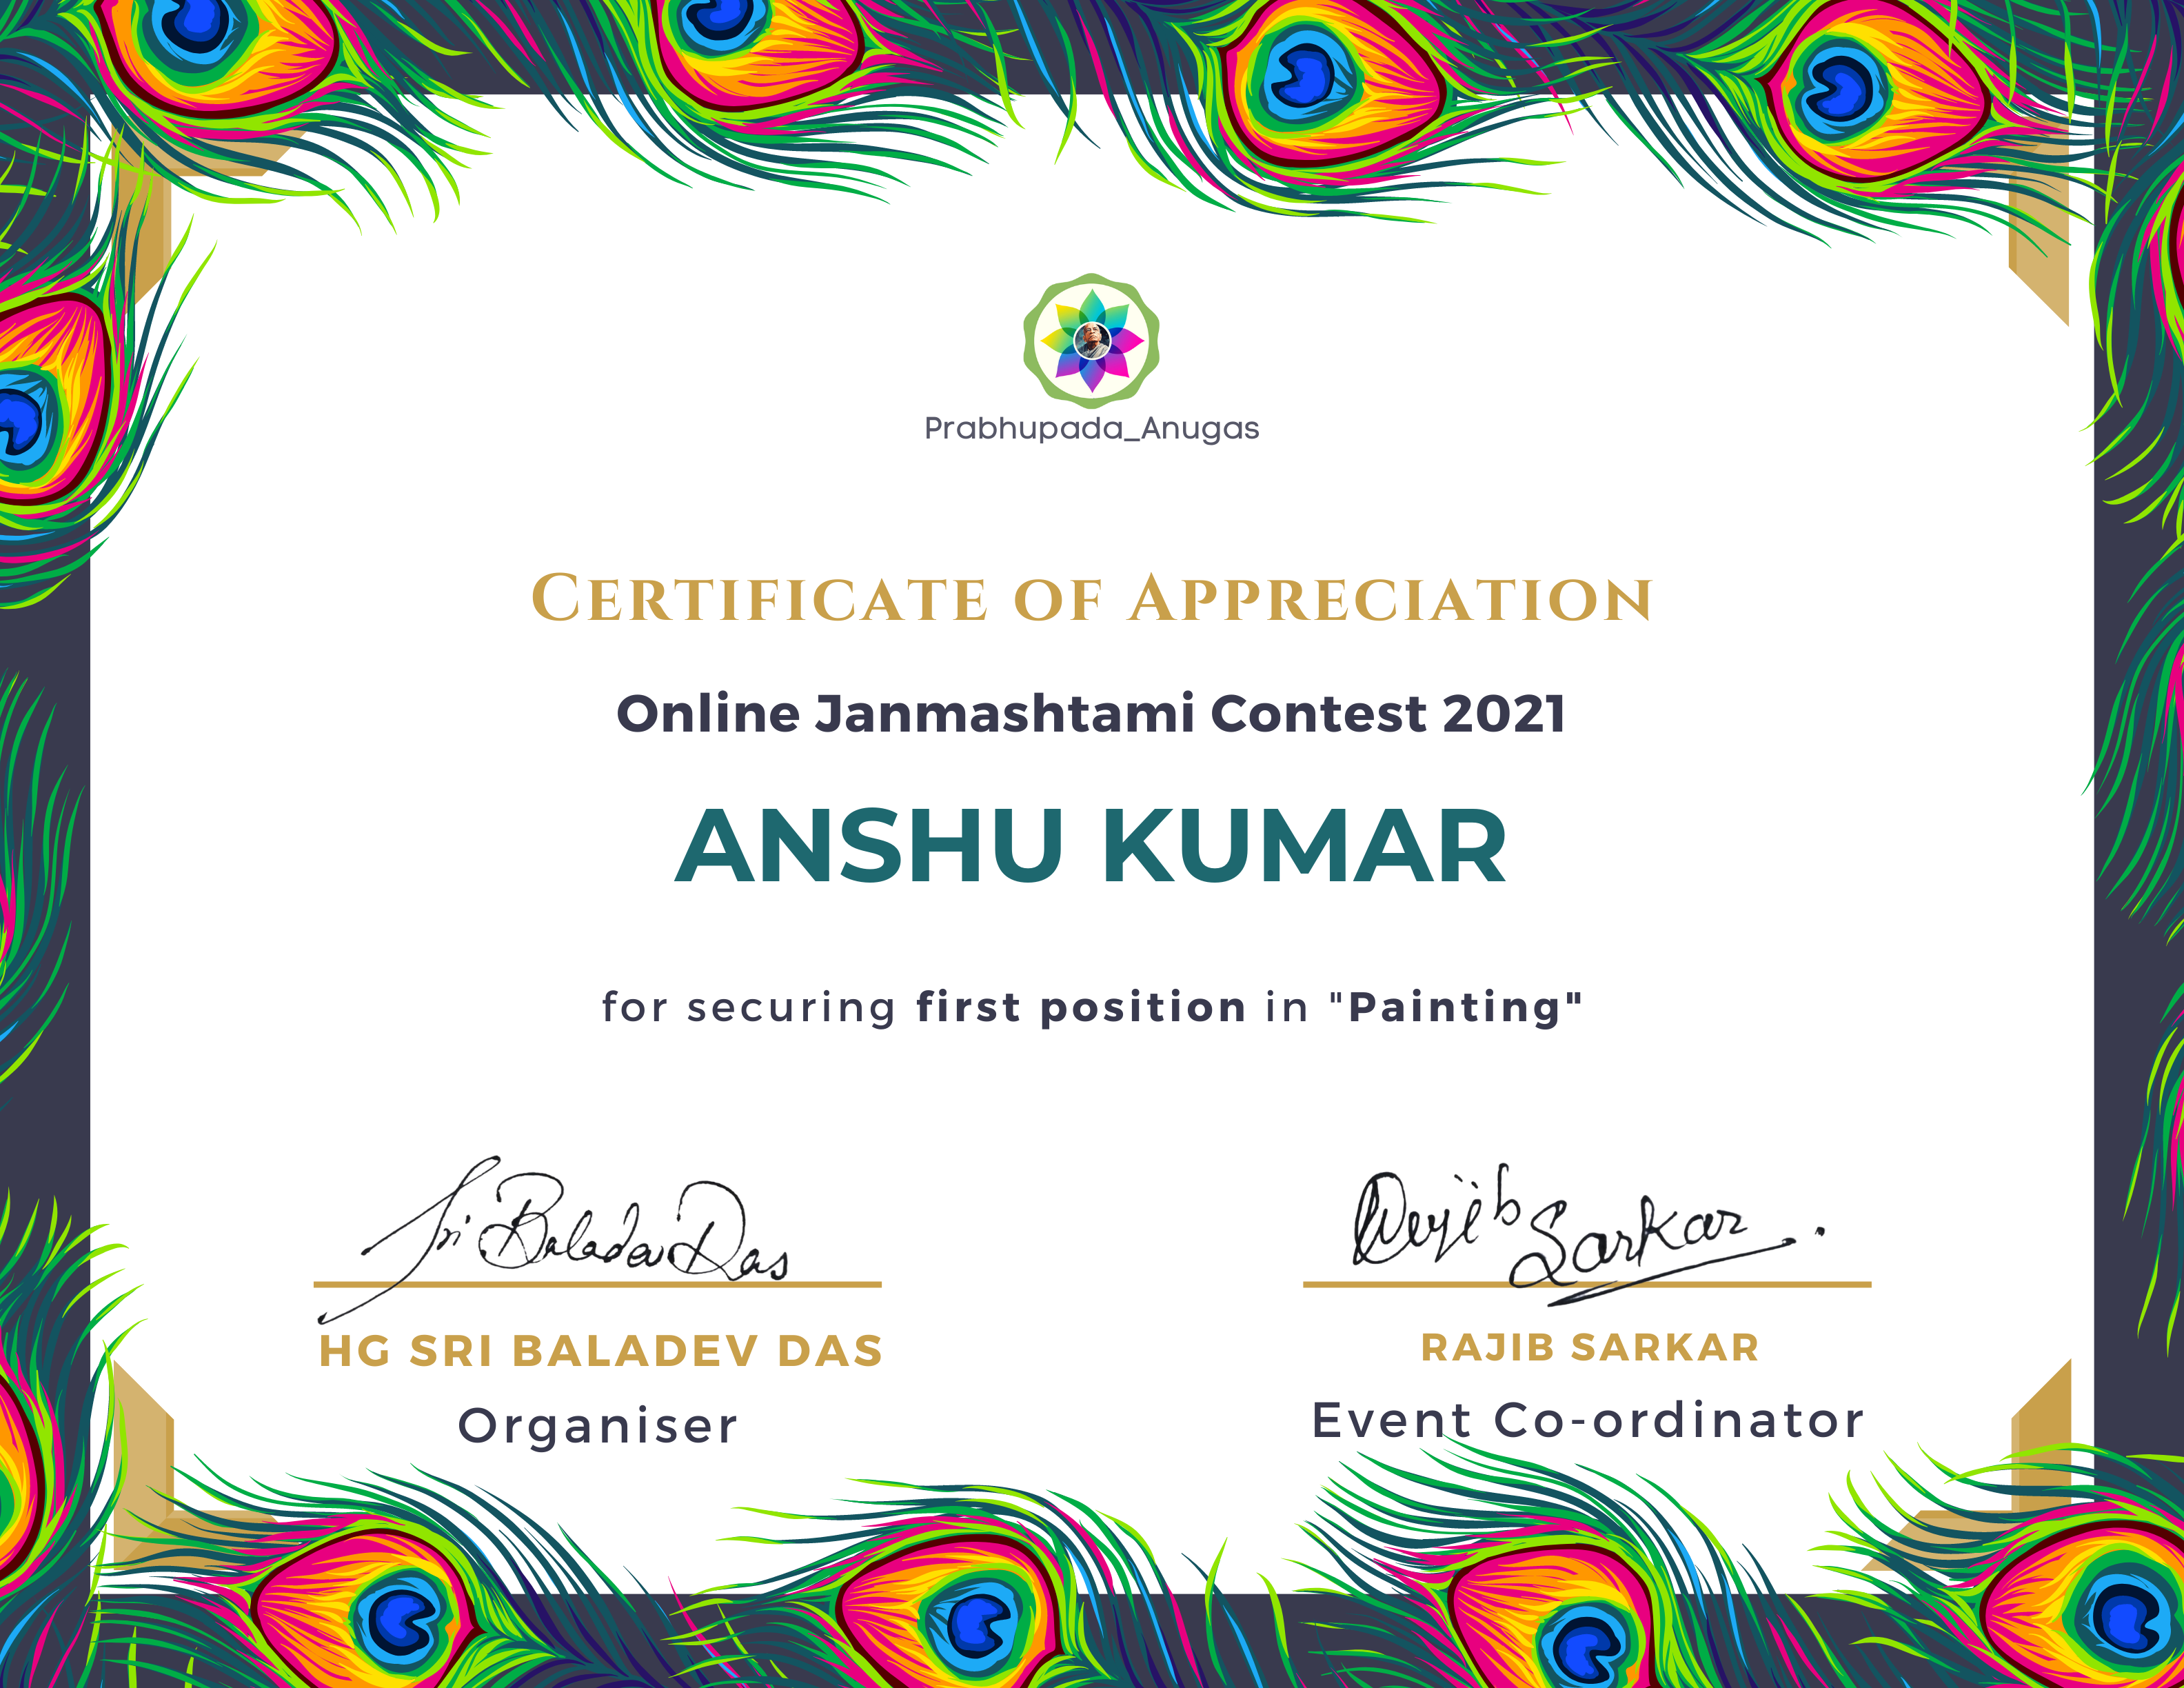 Prabhupada_Anugas
CERTIFICATE OF APPRECIATION
Online Janmashtami Contest 2021
ANSHU KUMAR
for securing first position in "Painting"
Sri Baladev Das
Rajib Sarkar
HG SRI BALADEV DAS
RAJIB SARKAR
Organiser
Event Co-ordinator